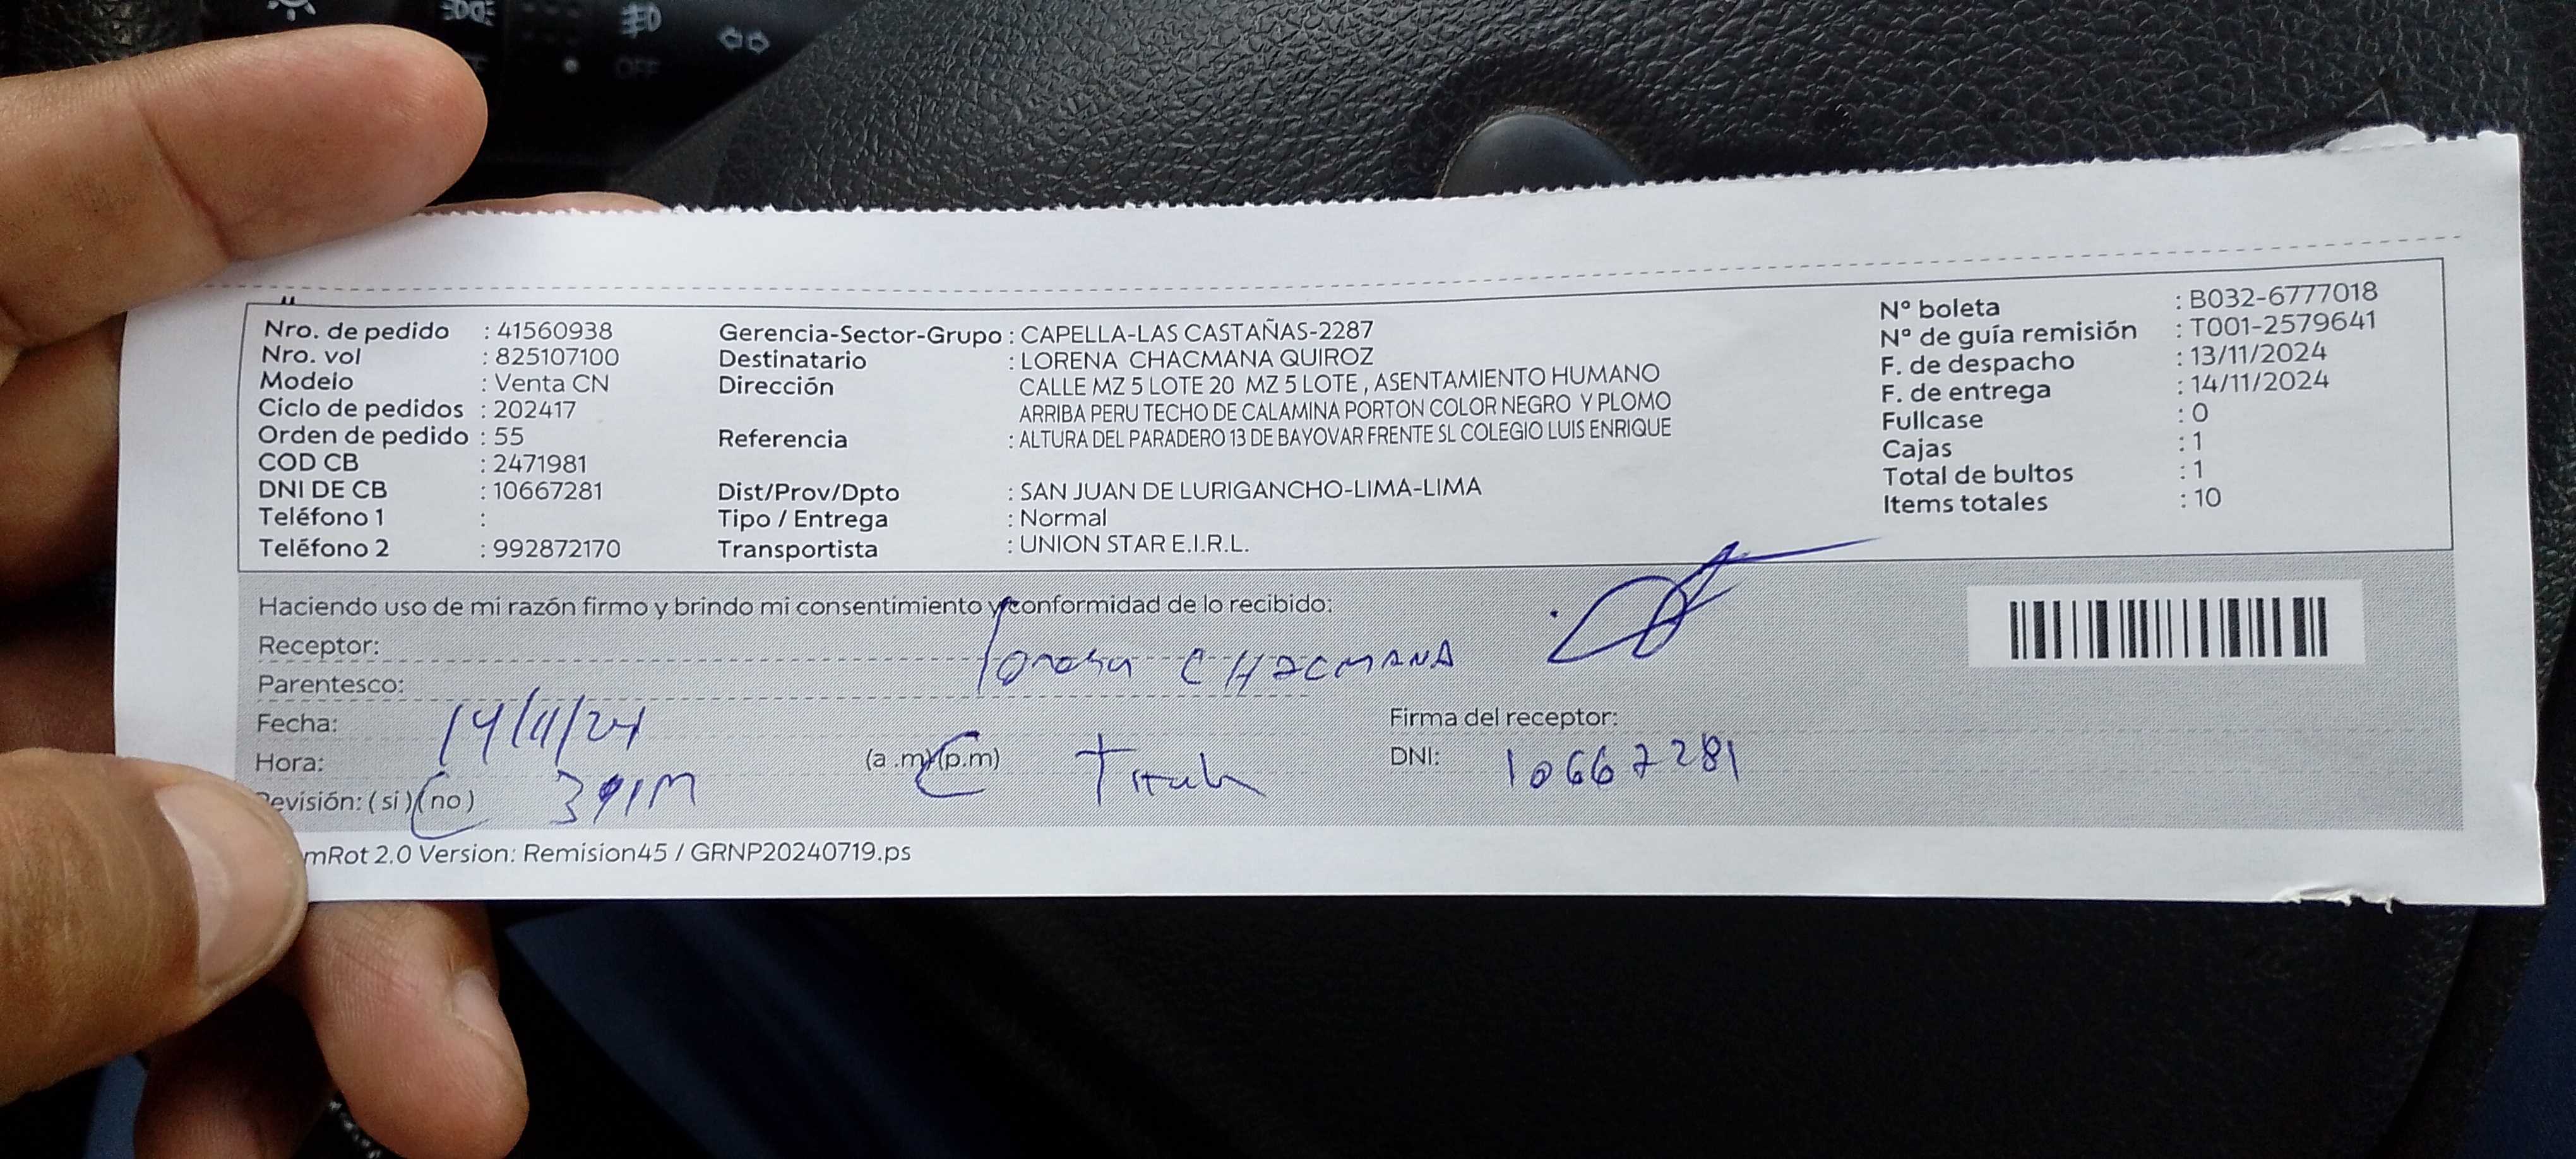 Nro. de pedido : 41560938
Nro. vol : 825107100
Modelo : Venta CN
Ciclo de pedidos : 202417
Orden de pedido : 55
COD CB : 2471981
DNI DE CB : 10667281
Teléfono 1 :
Teléfono 2 : 992872170
Gerencia-Sector-Grupo : CAPELLA-LAS CASTAÑAS-2287
Destinatario : LORENA CHACMANA QUIROZ
Dirección CALLE MZ 5 LOTE 20 MZ 5 LOTE , ASENTAMIENTO HUMANO
ARRIBA PERU TECHO DE CALAMINA PORTON COLOR NEGRO Y PLOMO
Referencia : ALTURA DEL PARADERO 13 DE BAYOVAR FRENTE SL COLEGIO LUIS ENRIQUE
Dist/Prov/Dpto : SAN JUAN DE LURIGANCHO-LIMA-LIMA
Tipo / Entrega : Normal
Transportista : UNION STAR E.I.R.L.
Nº boleta : B032-6777018
Nº de guía remisión : T001-2579641
F. de despacho : 13/11/2024
F. de entrega : 14/11/2024
Fullcase : 0
Cajas : 1
Total de bultos : 1
Items totales : 10
Haciendo uso de mi razón firmo y brindo mi consentimiento y conformidad de lo recibido:
Receptor: CHACMANA
Parentesco:
Fecha: 14/11/24
Firma del receptor:
Hora: (a .m) (p.m)
DNI: 10667281
evisión: ( si ) ( no )
mRot 2.0 Version: Remision45 / GRNP20240719.ps
OFF